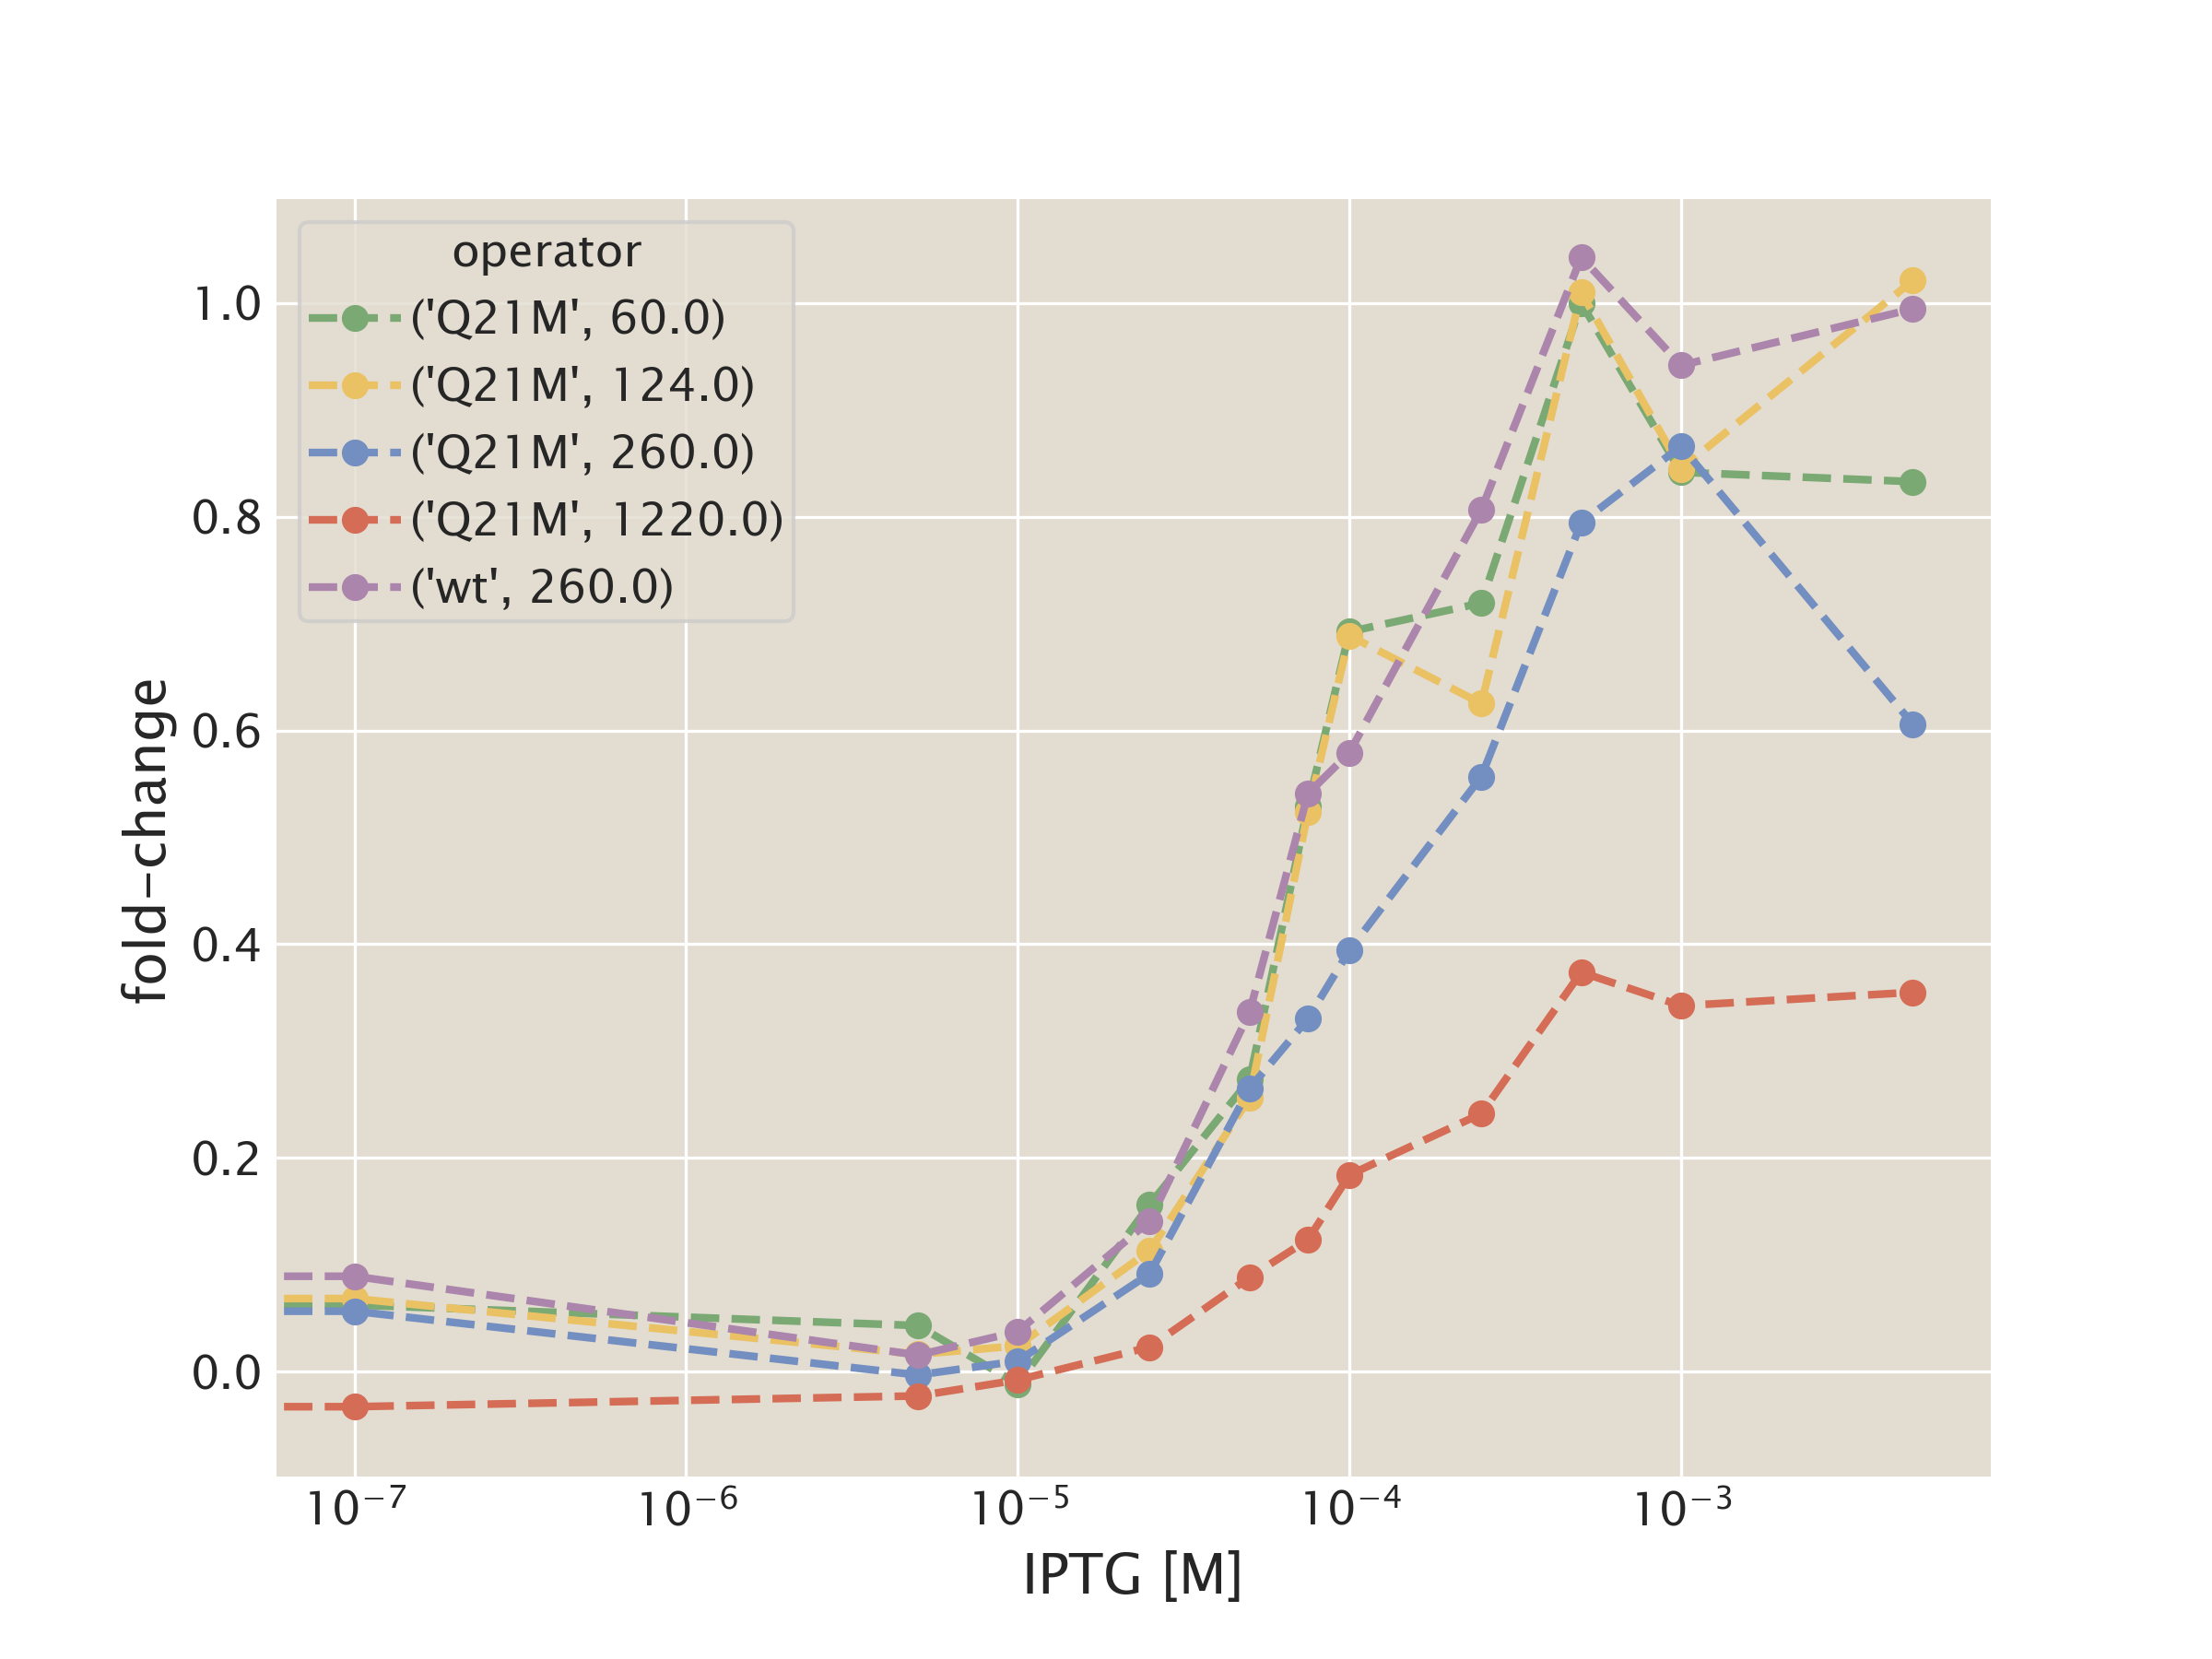 operator
('Q21M', 60.0)
('Q21M', 124.0)
('Q21M', 260.0)
('Q21M', 1220.0)
('wt', 260.0)
fold-change
1.0
0.8
0.6
0.4
0.2
0.0
10⁻⁷ 10⁻⁶ 10⁻⁵ 10⁻⁴ 10⁻³
IPTG [M]